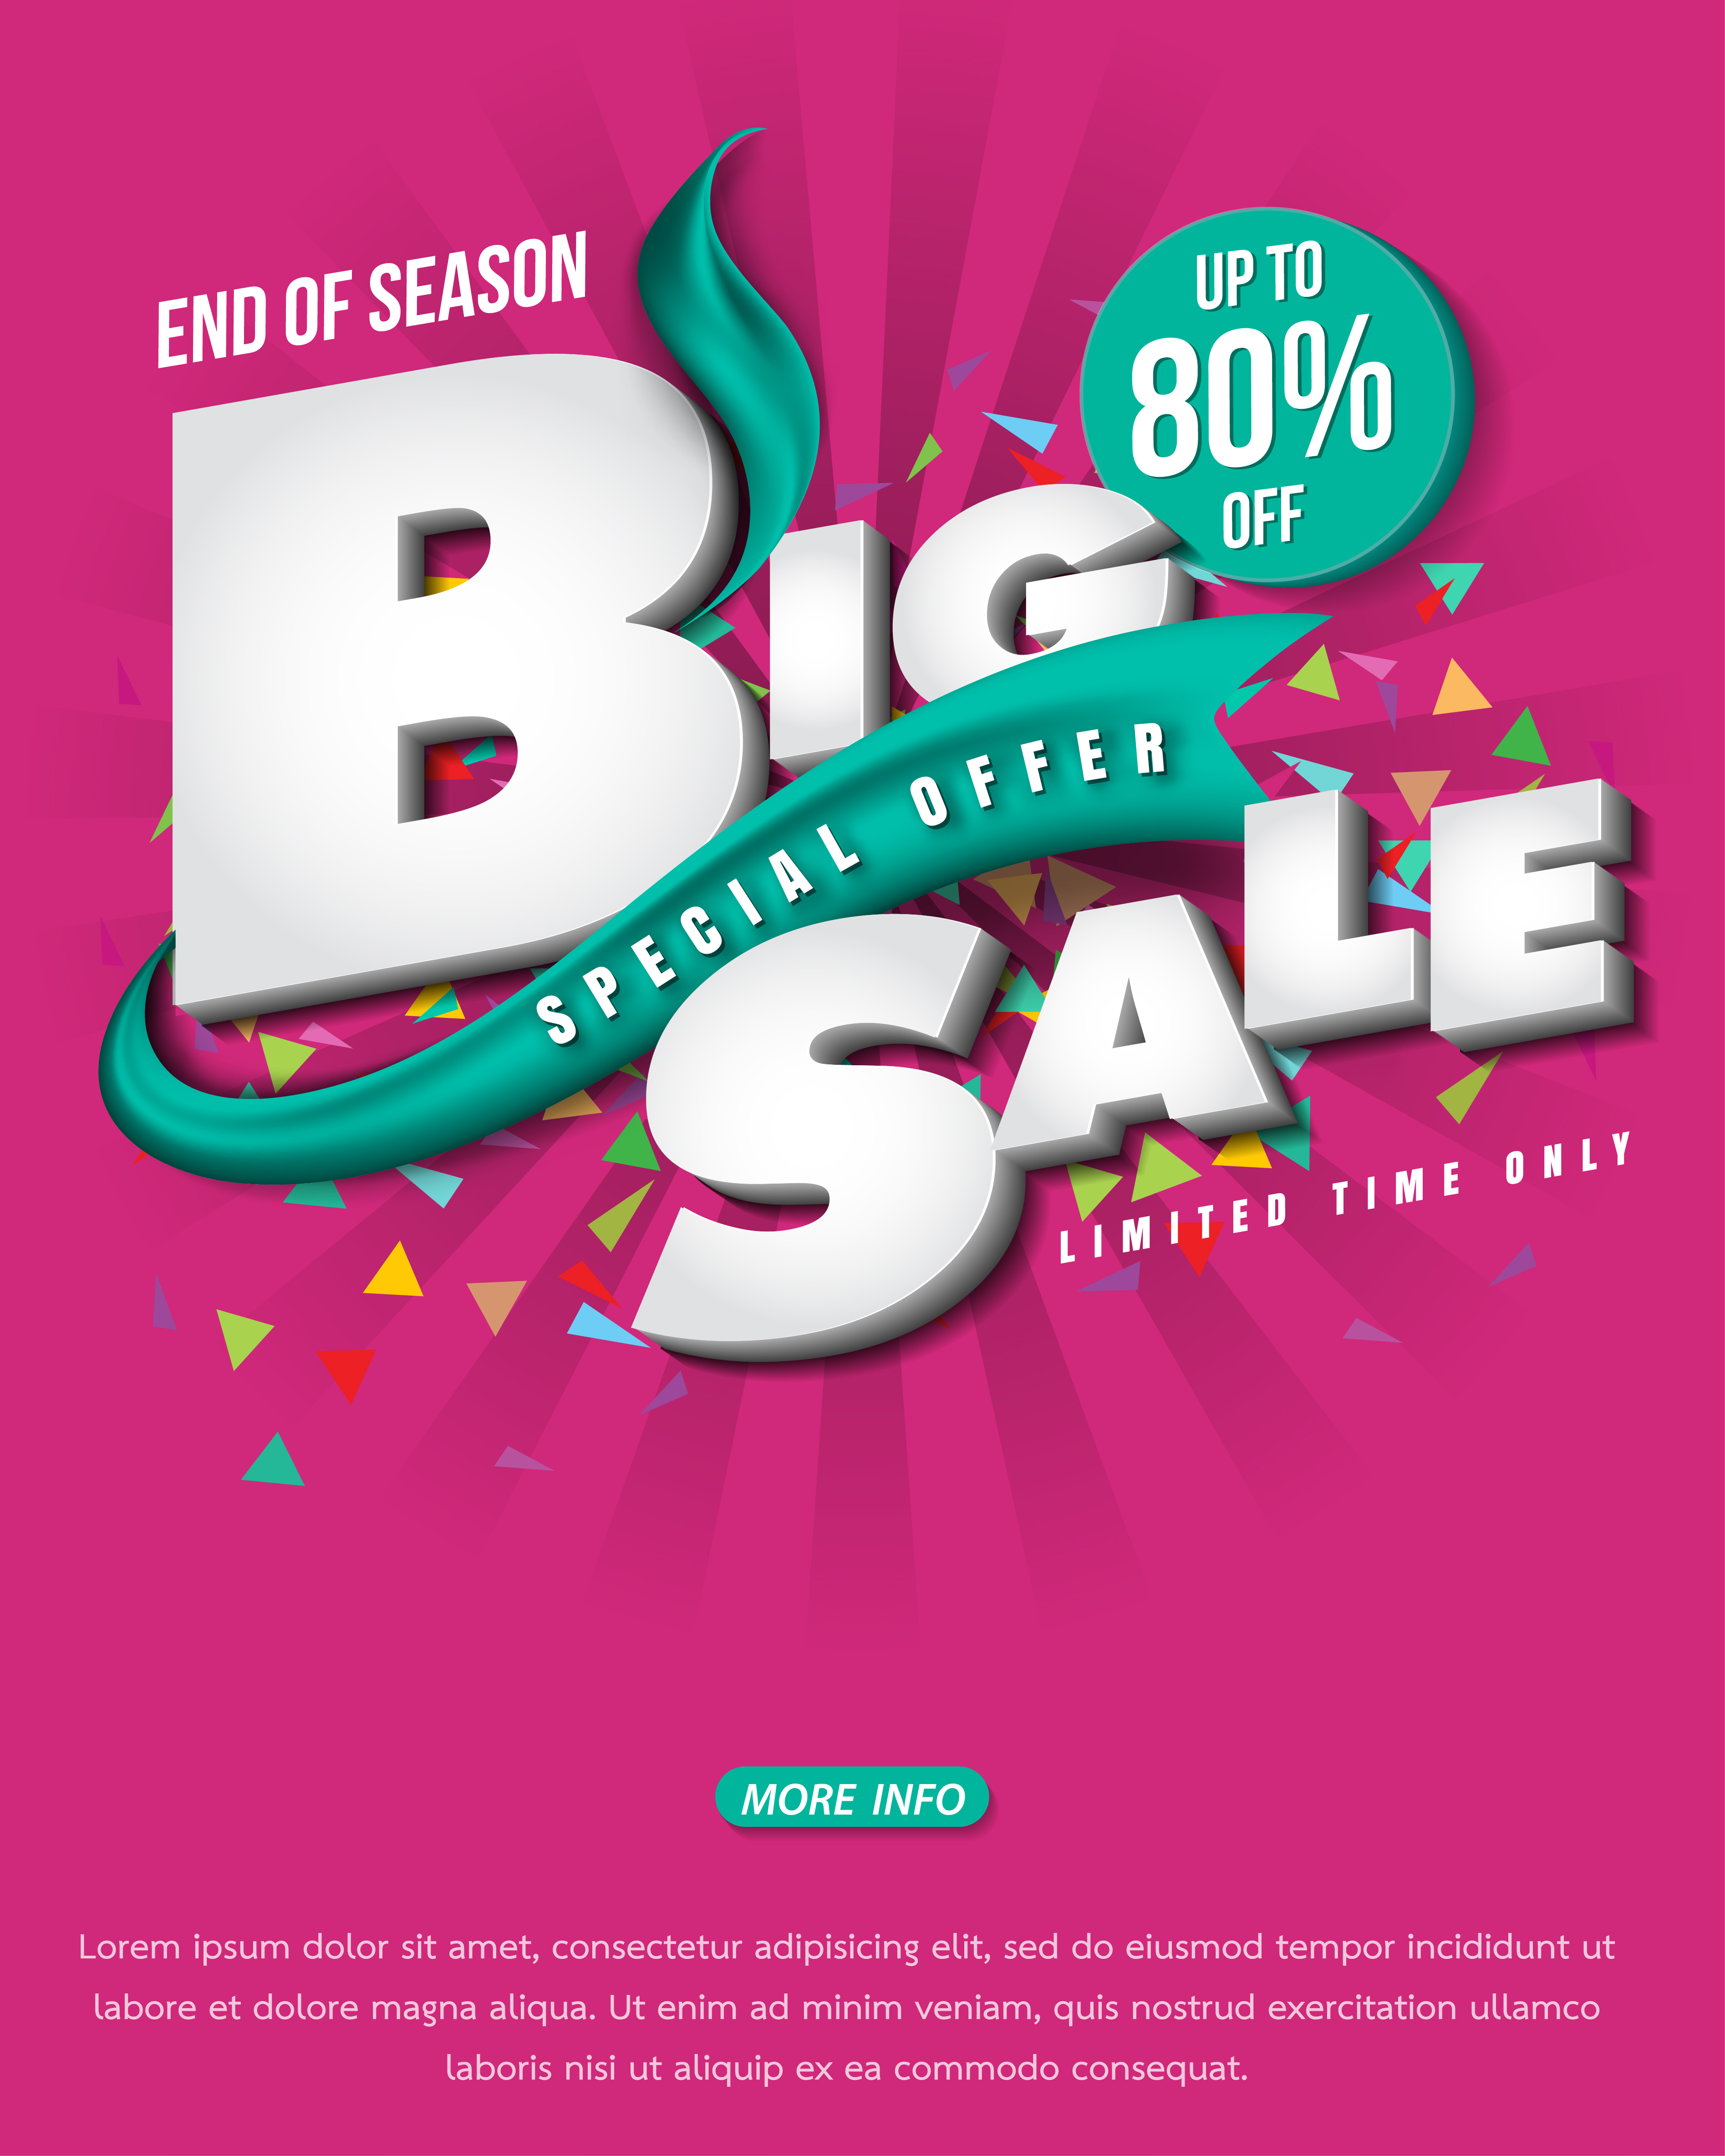 END OF SEASON
UP TO
80%
OFF
BIG
SPECIAL OFFER
SALE
LIMITED TIME ONLY
MORE INFO
Lorem ipsum dolor sit amet, consectetur adipisicing elit, sed do eiusmod tempor incididunt ut
labore et dolore magna aliqua. Ut enim ad minim veniam, quis nostrud exercitation ullamco
laboris nisi ut aliquip ex ea commodo consequat.